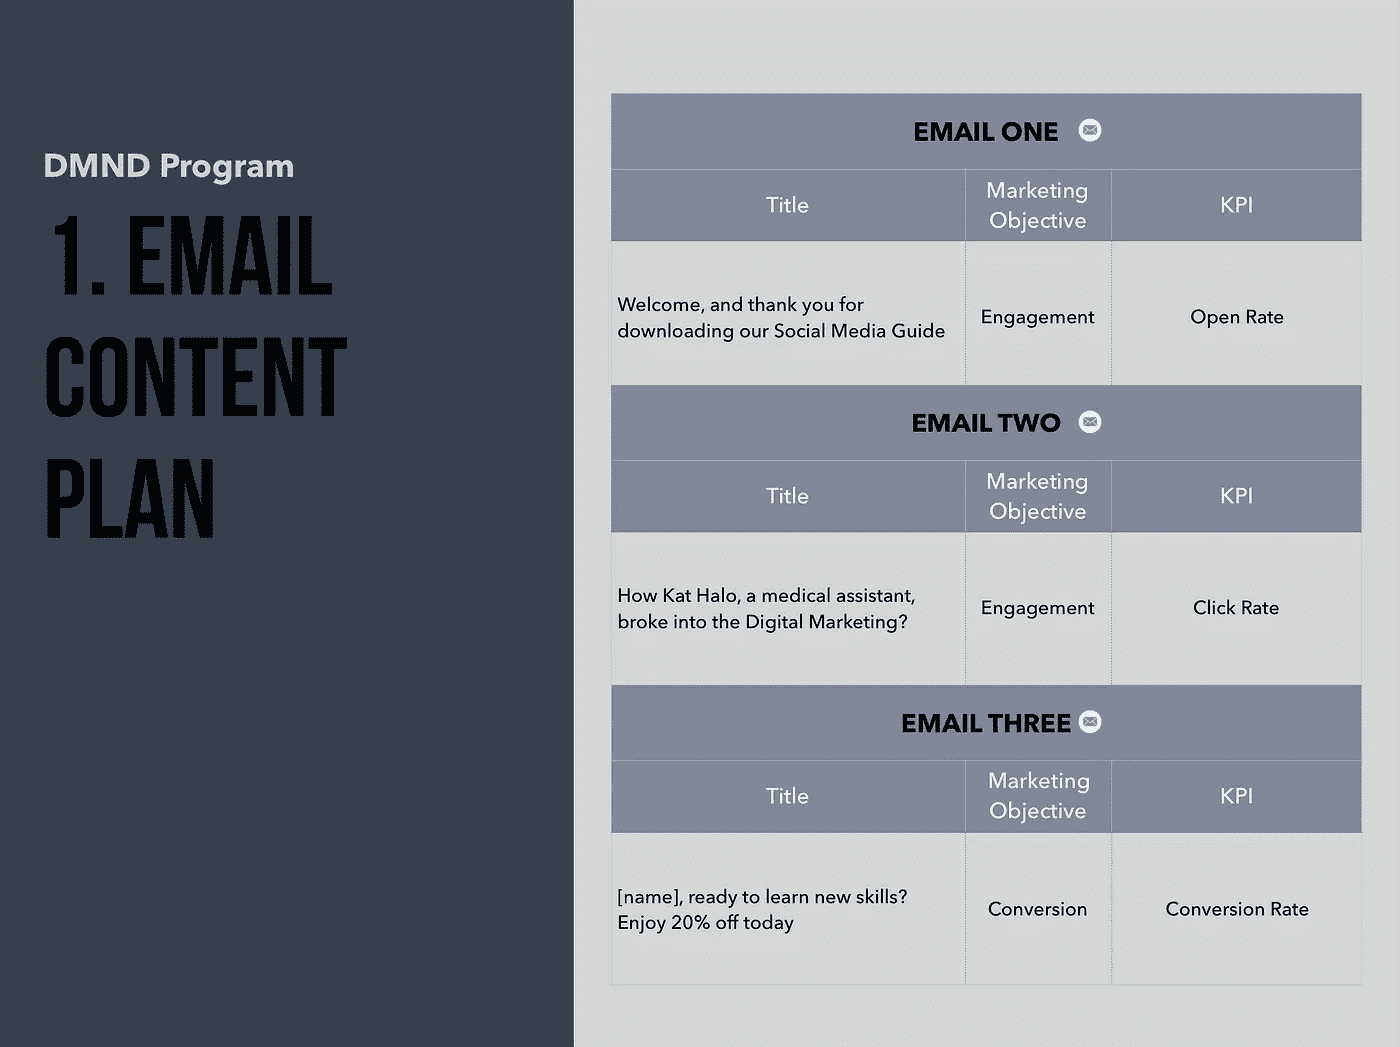 DMND Program
1. EMAIL
CONTENT
PLAN
EMAIL ONE
Title
Marketing
Objective
KPI
Welcome, and thank you for
downloading our Social Media Guide
Engagement
Open Rate
EMAIL TWO
Title
Marketing
Objective
KPI
How Kat Halo, a medical assistant,
broke into the Digital Marketing?
Engagement
Click Rate
EMAIL THREE
Title
Marketing
Objective
KPI
[name], ready to learn new skills?
Enjoy 20% off today
Conversion
Conversion Rate